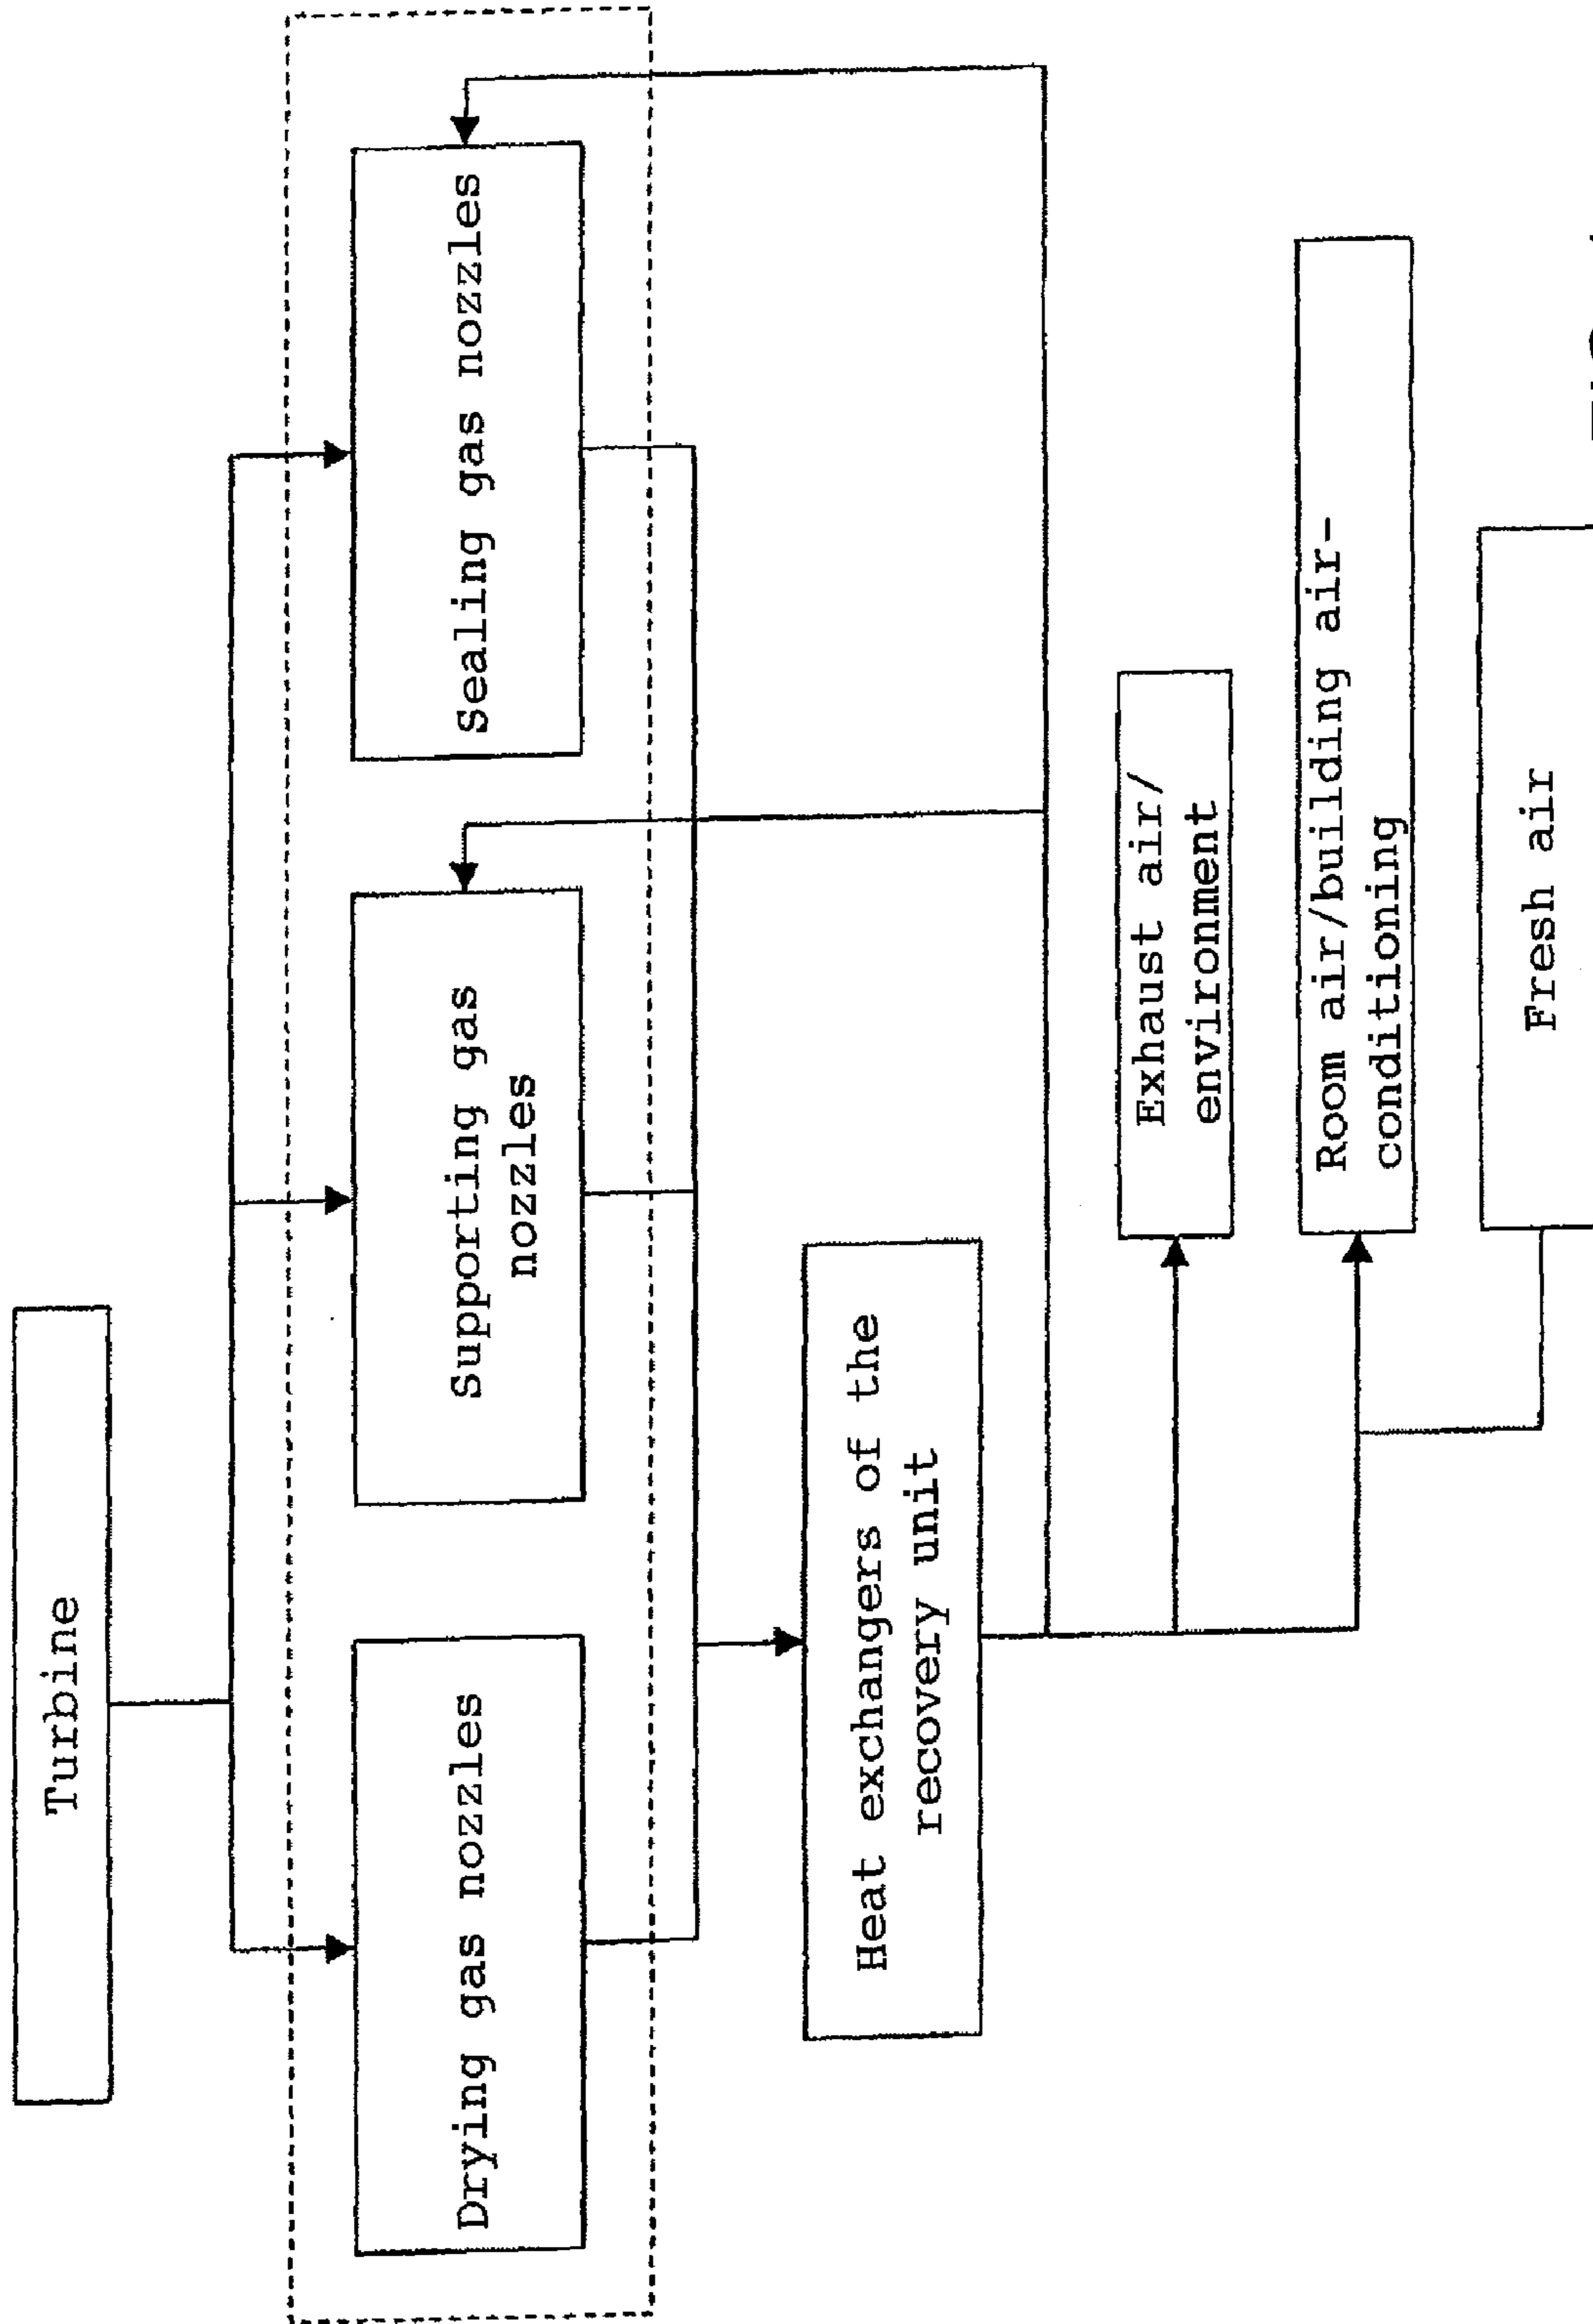 Turbine
Drying gas nozzles
Supporting gas
nozzles
Sealing gas nozzles
Heat exchangers of the
recovery unit
Exhaust air/
environment
Room air/building air-
conditioning
Fresh air